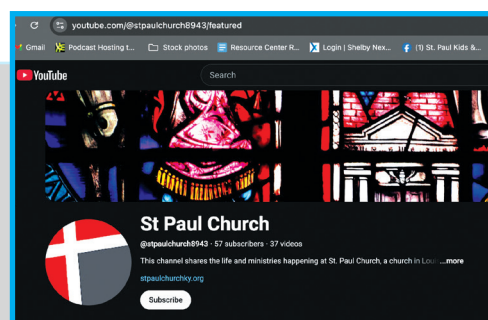 youtube.com/@stpaulchurch8943/featured
Gmail Podcast Hosting t... Stock photos Resource Center R... Login | Shelby Nex... (1) St. Paul Kids &...
YouTube Search
St Paul Church
@stpaulchurch8943 · 57 subscribers · 37 videos
This channel shares the life and ministries happening at St. Paul Church, a church in Loui...more
stpaulchurchky.org
Subscribe